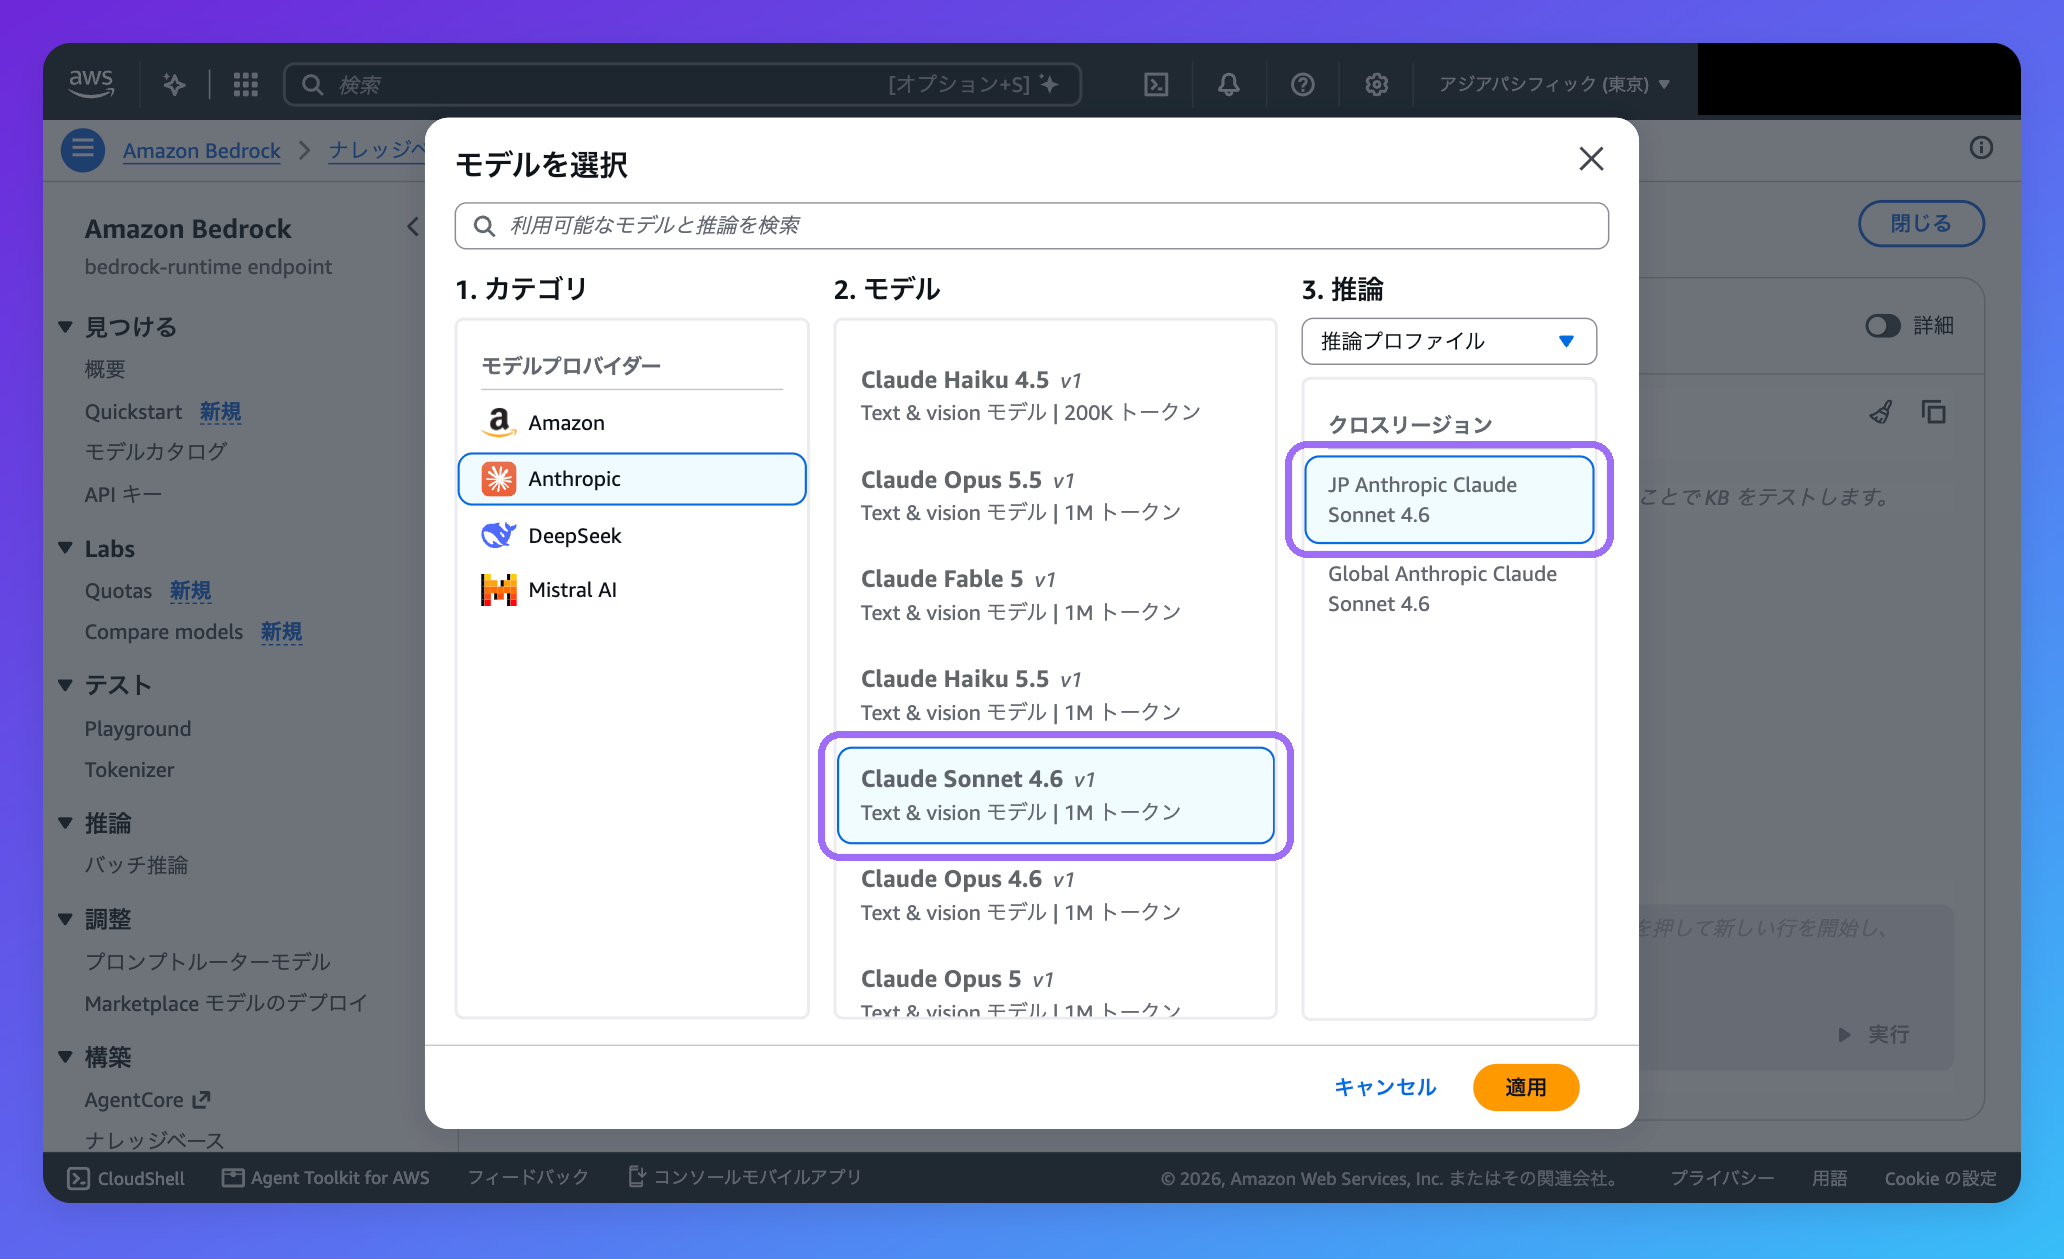 aws
検索
[オプション+S]
アジアパシフィック (東京)
Amazon Bedrock
ナレッジベ
Amazon Bedrock
bedrock-runtime endpoint
見つける
概要
Quickstart 新規
モデルカタログ
API キー
Labs
Quotas 新規
Compare models 新規
テスト
Playground
Tokenizer
推論
バッチ推論
調整
プロンプトルーターモデル
Marketplace モデルのデプロイ
構築
AgentCore
ナレッジベース
モデルを選択
利用可能なモデルと推論を検索
1. カテゴリ
モデルプロバイダー
Amazon
Anthropic
DeepSeek
Mistral AI
2. モデル
Claude Haiku 4.5 v1
Text & vision モデル | 200K トークン
Claude Opus 5.5 v1
Text & vision モデル | 1M トークン
Claude Fable 5 v1
Text & vision モデル | 1M トークン
Claude Haiku 5.5 v1
Text & vision モデル | 1M トークン
Claude Sonnet 4.6 v1
Text & vision モデル | 1M トークン
Claude Opus 4.6 v1
Text & vision モデル | 1M トークン
Claude Opus 5 v1
Text & vision モデル | 1M トークン
3. 推論
推論プロファイル
クロスリージョン
JP Anthropic Claude
Sonnet 4.6
Global Anthropic Claude
Sonnet 4.6
キャンセル
適用
閉じる
詳細
ことで KB をテストします。
を押して新しい行を開始し、
実行
CloudShell
Agent Toolkit for AWS
フィードバック
コンソールモバイルアプリ
© 2026, Amazon Web Services, Inc. またはその関連会社。
プライバシー
用語
Cookie の設定